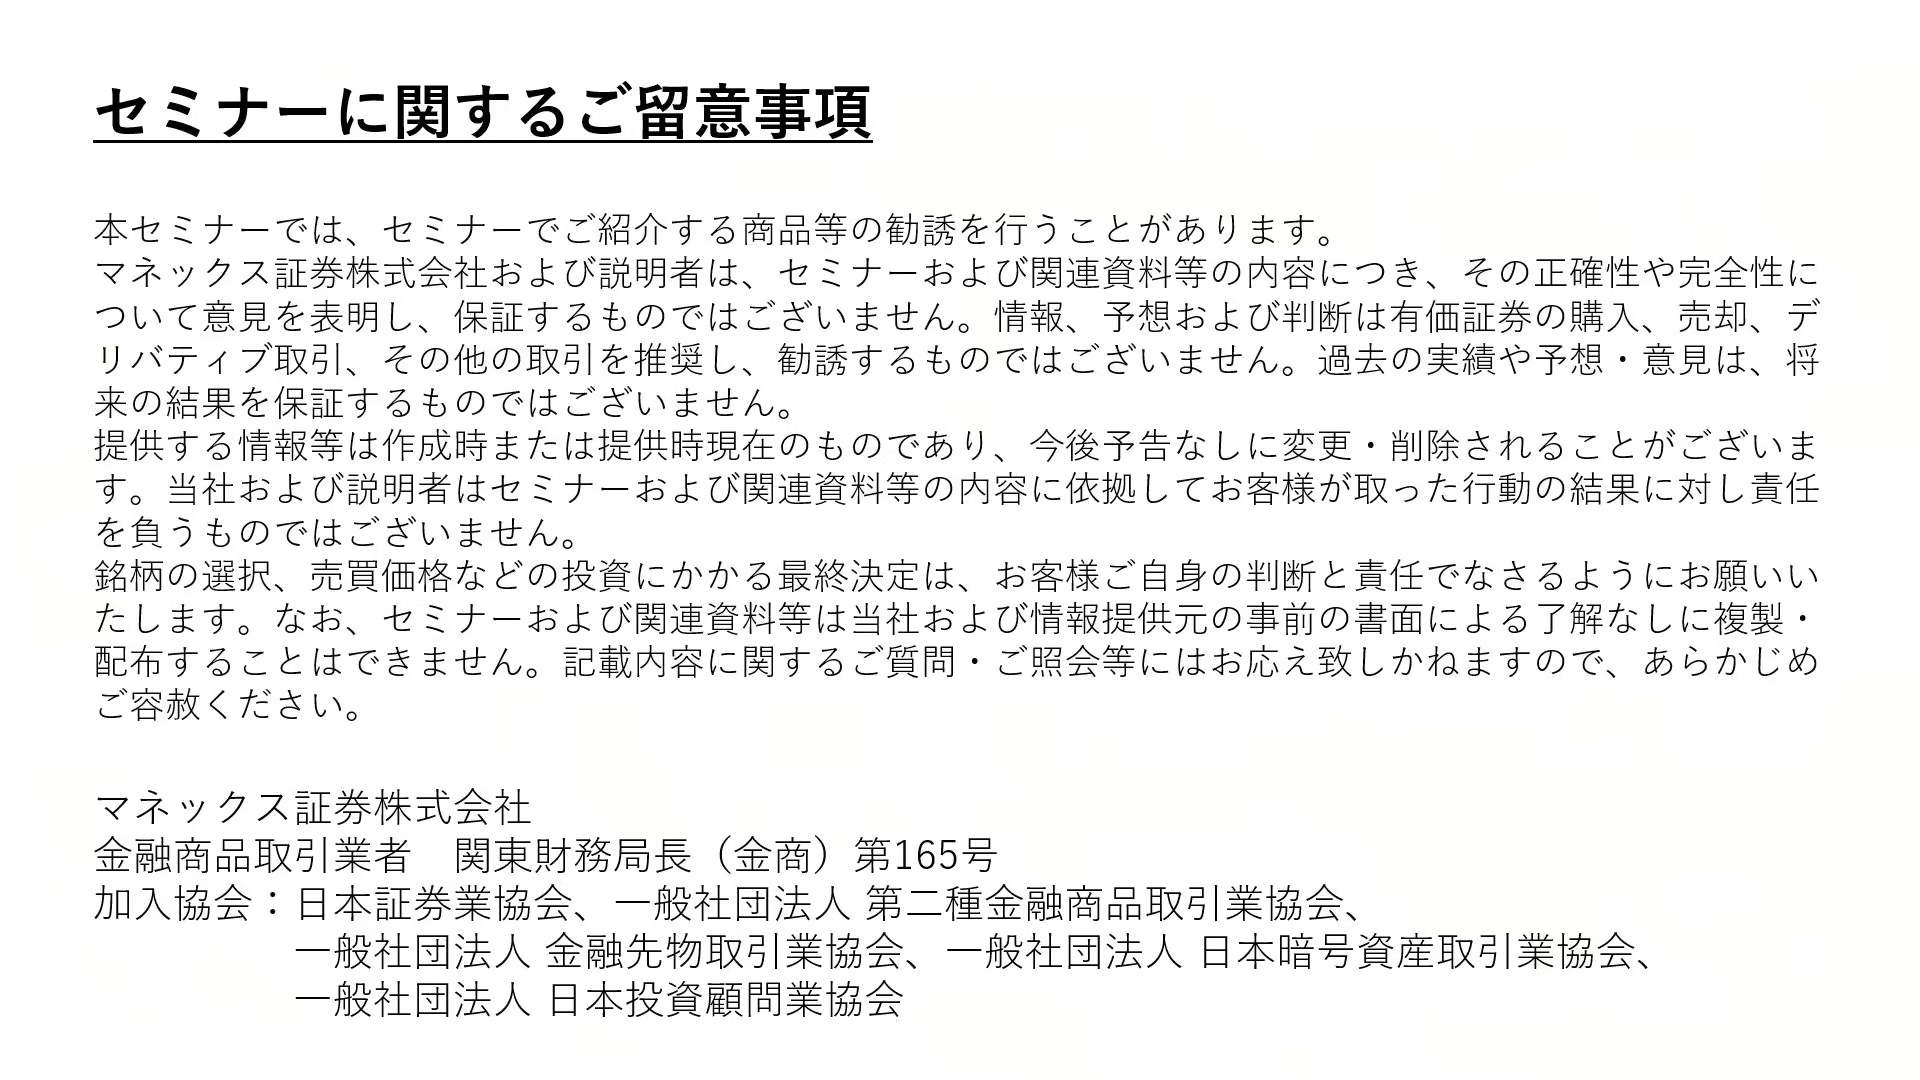 セミナーに関するご留意事項
本セミナーでは、セミナーでご紹介する商品等の勧誘を行うことがあります。
マネックス証券株式会社および説明者は、セミナーおよび関連資料等の内容につき、その正確性や完全性に
ついて意見を表明し、保証するものではございません。情報、予想および判断は有価証券の購入、売却、デ
リバティブ取引、その他の取引を推奨し、勧誘するものではございません。過去の実績や予想・意見は、将
来の結果を保証するものではございません。
提供する情報等は作成時または提供時現在のものであり、今後予告なしに変更・削除されることがございま
す。当社および説明者はセミナーおよび関連資料等の内容に依拠してお客様が取った行動の結果に対し責任
を負うものではございません。
銘柄の選択、売買価格などの投資にかかる最終決定は、お客様ご自身の判断と責任でなさるようにお願いい
たします。なお、セミナーおよび関連資料等は当社および情報提供元の事前の書面による了解なしに複製・
配布することはできません。記載内容に関するご質問・ご照会等にはお応え致しかねますので、あらかじめ
ご容赦ください。
マネックス証券株式会社
金融商品取引業者　関東財務局長（金商）第165号
加入協会：日本証券業協会、一般社団法人 第二種金融商品取引業協会、
一般社団法人 金融先物取引業協会、一般社団法人 日本暗号資産取引業協会、
一般社団法人 日本投資顧問業協会